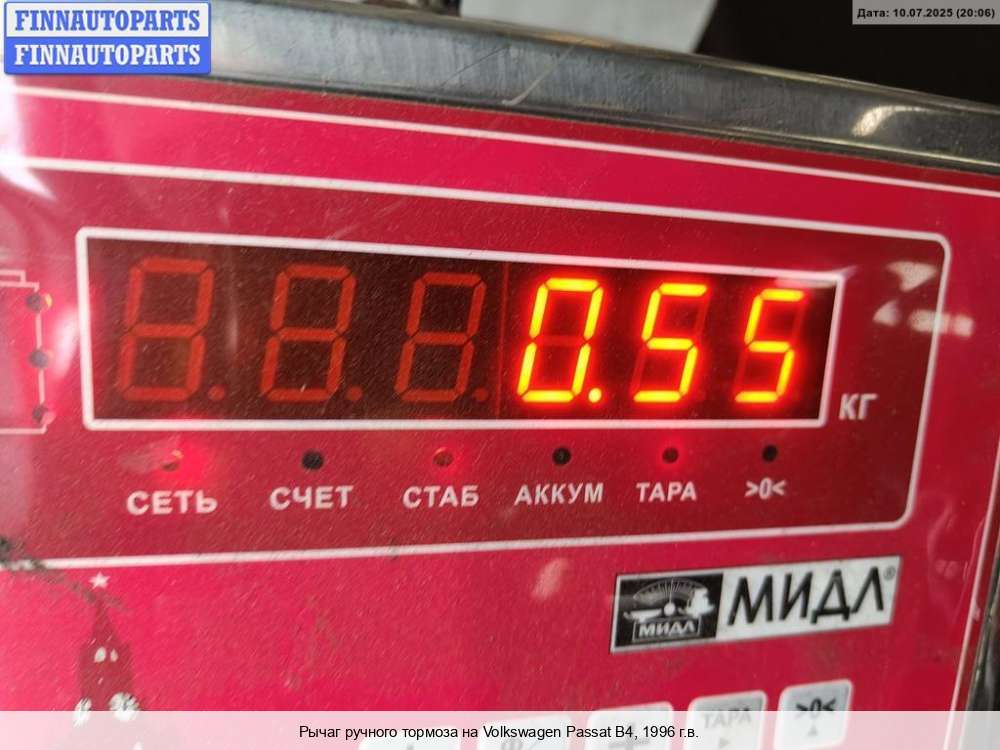 FINNAUTOPARTS
FINNAUTOPARTS
Дата: 10.07.2025 (20:06)
0.55
КГ
СЕТЬ СЧЕТ СТАБ АККУМ ТАРА >0<
МИДЛ
МИДЛ®
ТАРА >0<
Рычаг ручного тормоза на Volkswagen Passat B4, 1996 г.в.